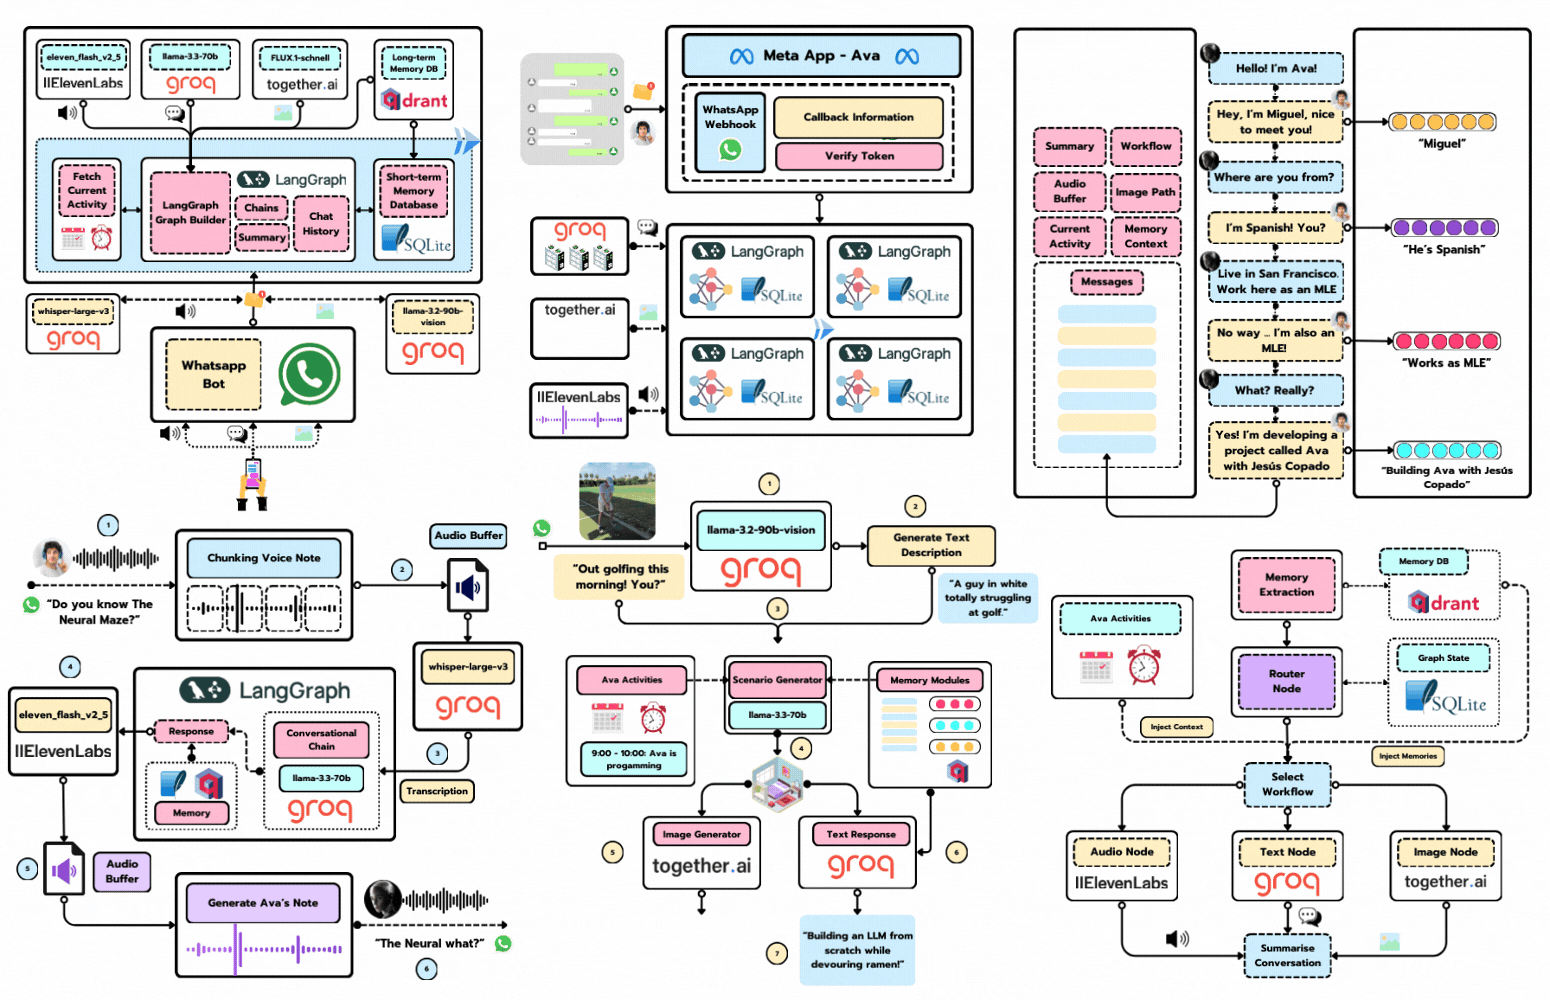 eleven_flash_v2_5
IIElevenLabs
llama-3.3-70b
groq
FLUX.1-schnell
together.ai
Long-term
Memory DB
qdrant
Fetch
Current
Activity
LangGraph
Graph Builder
LangGraph
Chains
Summary
Chat
History
Short-term
Memory
Database
SQLite
whisper-large-v3
groq
llama-3.2-90b-
vision
groq
Whatsapp
Bot
Meta App - Ava
WhatsApp
Webhook
Callback Information
Verify Token
groq
together.ai
IIElevenLabs
LangGraph
SQLite
LangGraph
SQLite
LangGraph
SQLite
LangGraph
SQLite
Summary
Workflow
Audio
Buffer
Image Path
Current
Activity
Memory
Context
Messages
Hello! I'm Ava!
Hey, I'm Miguel, nice
to meet you!
Where are you from?
I'm Spanish! You?
Live in San Francisco.
Work here as an MLE
No way ... I'm also an
MLE!
What? Really?
Yes! I'm developing a
project called Ava
with Jesús Copado
"Miguel"
"He's Spanish"
"Works as MLE"
"Building Ava with Jesús
Copado"
1
"Do you know The
Neural Maze?"
Chunking Voice Note
2
Audio Buffer
whisper-large-v3
groq
3
Transcription
LangGraph
Response
Memory
Conversational
Chain
llama-3.3-70b
groq
4
eleven_flash_v2_5
IIElevenLabs
5
Audio
Buffer
Generate Ava's Note
"The Neural what?"
6
"Out golfing this
morning! You?"
1
llama-3.2-90b-vision
groq
2
Generate Text
Description
"A guy in white
totally struggling
at golf."
3
Ava Activities
9:00 - 10:00: Ava is
progamming
Scenario Generator
llama-3.3-70b
Memory Modules
4
5
Image Generator
together.ai
Text Response
groq
6
7
"Building an LLM from
scratch while
devouring ramen!"
Memory
Extraction
Memory DB
qdrant
Ava Activities
Router
Node
Graph State
SQLite
Inject Context
Inject Memories
Select
Workflow
Audio Node
IIElevenLabs
Text Node
groq
Image Node
together.ai
Summarise
Conversation